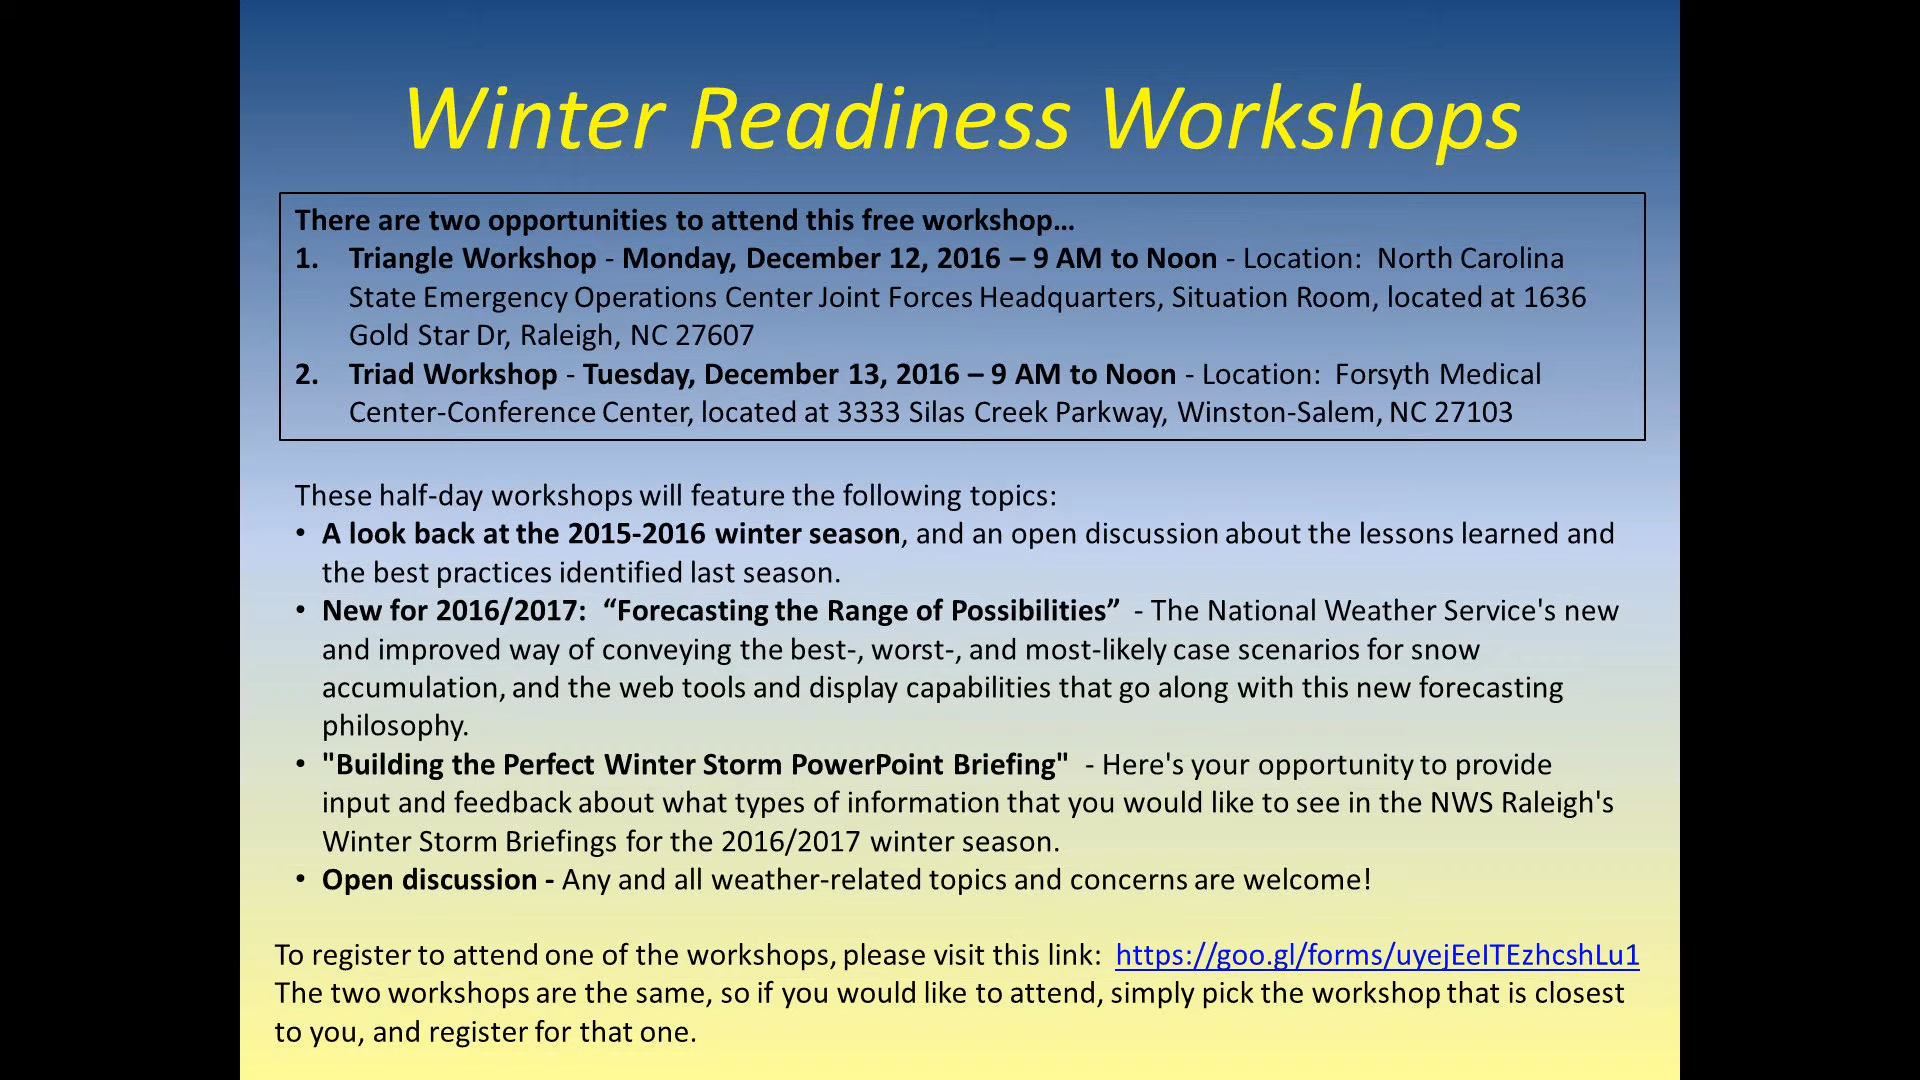 Winter Readiness Workshops
There are two opportunities to attend this free workshop…
1. Triangle Workshop - Monday, December 12, 2016 – 9 AM to Noon - Location:  North Carolina
State Emergency Operations Center Joint Forces Headquarters, Situation Room, located at 1636
Gold Star Dr, Raleigh, NC 27607
2. Triad Workshop - Tuesday, December 13, 2016 – 9 AM to Noon - Location:  Forsyth Medical
Center-Conference Center, located at 3333 Silas Creek Parkway, Winston-Salem, NC 27103
These half-day workshops will feature the following topics:
• A look back at the 2015-2016 winter season, and an open discussion about the lessons learned and
the best practices identified last season.
• New for 2016/2017:  “Forecasting the Range of Possibilities”  - The National Weather Service's new
and improved way of conveying the best-, worst-, and most-likely case scenarios for snow
accumulation, and the web tools and display capabilities that go along with this new forecasting
philosophy.
• "Building the Perfect Winter Storm PowerPoint Briefing"  - Here's your opportunity to provide
input and feedback about what types of information that you would like to see in the NWS Raleigh's
Winter Storm Briefings for the 2016/2017 winter season.
• Open discussion - Any and all weather-related topics and concerns are welcome!
To register to attend one of the workshops, please visit this link:  https://goo.gl/forms/uyejEeITEzhcshLu1
The two workshops are the same, so if you would like to attend, simply pick the workshop that is closest
to you, and register for that one.